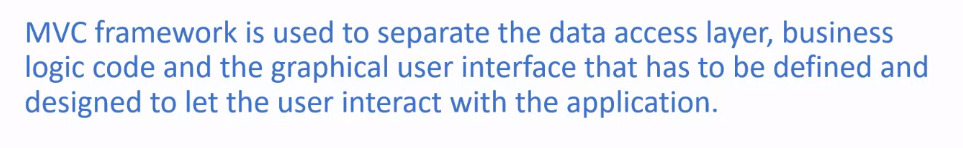 MVC framework is used to separate the data access layer, business
logic code and the graphical user interface that has to be defined and
designed to let the user interact with the application.